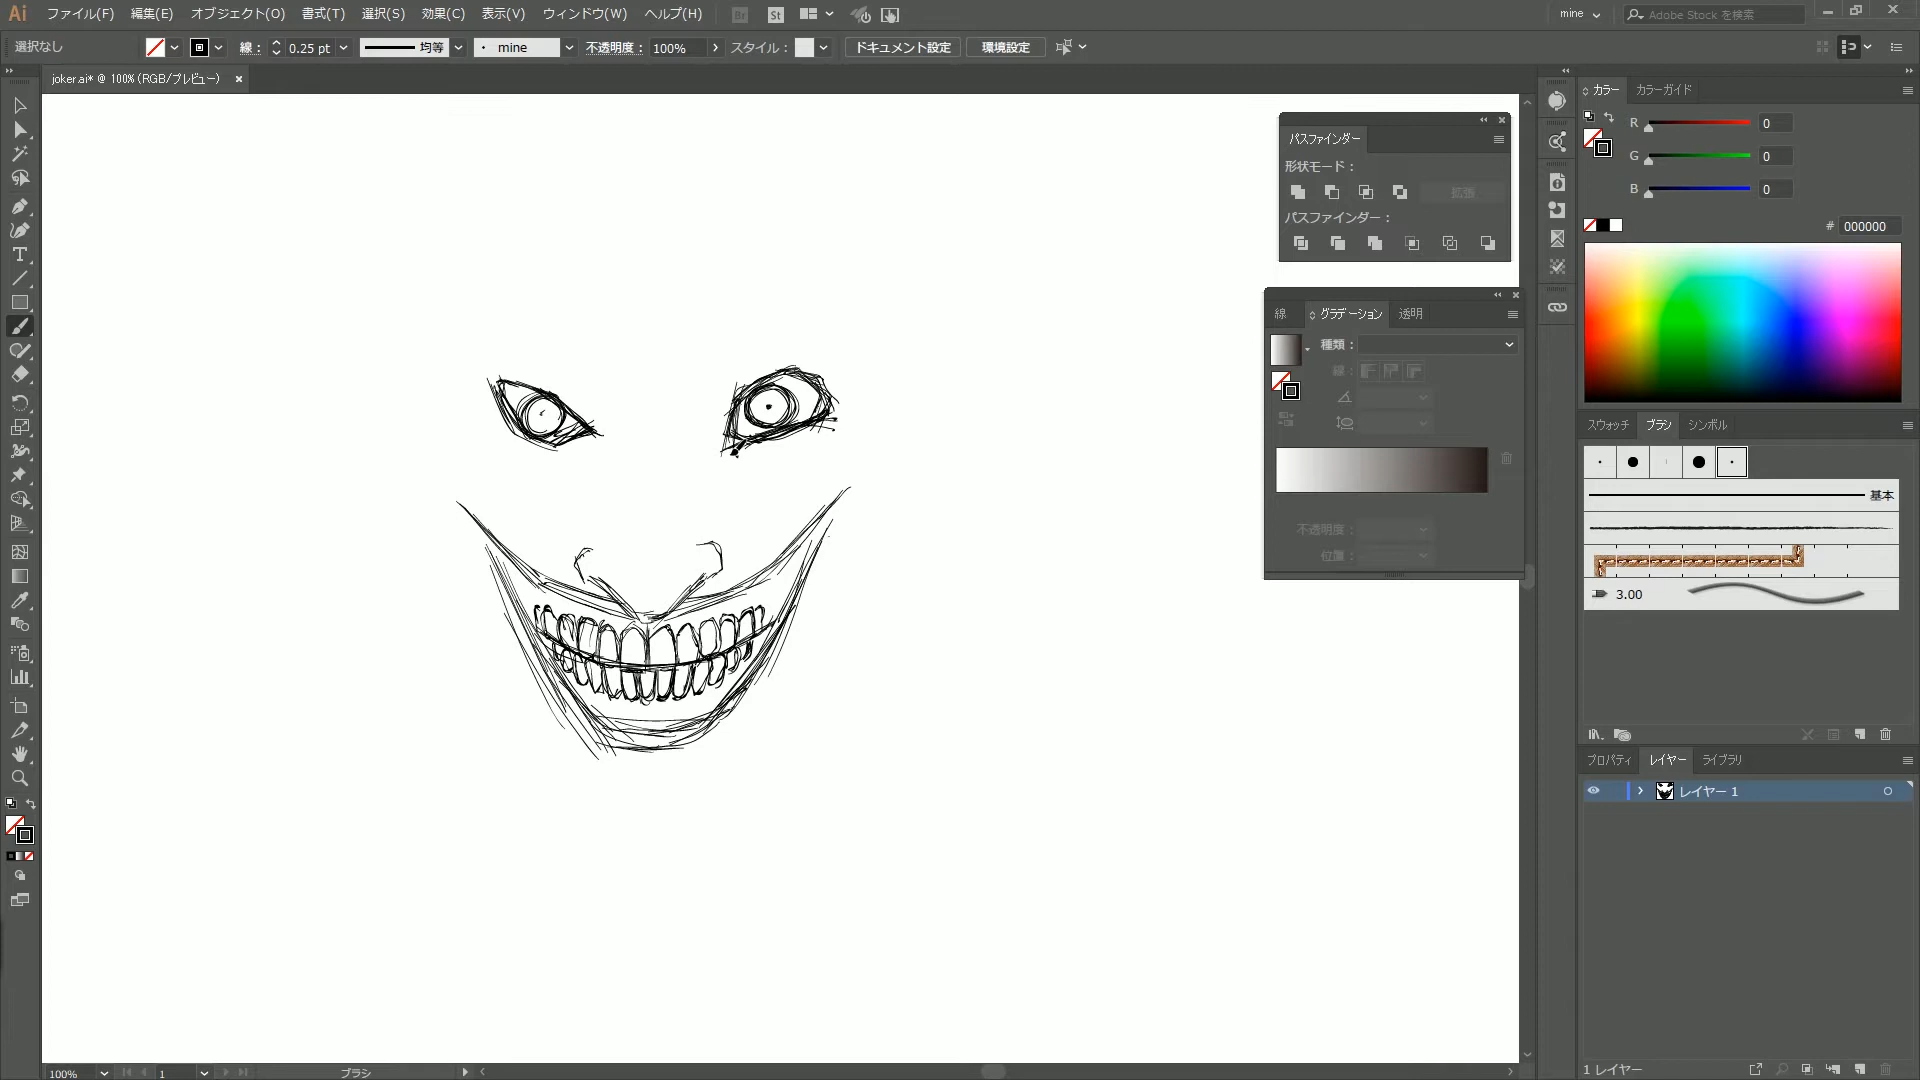 Ai ファイル(F) 編集(E) オブジェクト(O) 書式(T) 選択(S) 効果(C) 表示(V) ウィンドウ(W) ヘルプ(H) Br St mine Adobe Stock を検索
選択なし 線： 0.25 pt 均等 mine 不透明度： 100% スタイル： ドキュメント設定 環境設定
joker.ai* @ 100% (RGB/プレビュー)
カラー カラーガイド
R 0
G 0
B 0
# 000000
パスファインダー
形状モード：
拡張
パスファインダー：
線 グラデーション 透明
種類：
線：
不透明度：
位置：
スウォッチ ブラシ シンボル
基本
3.00
プロパティ レイヤー ライブラリ
レイヤー 1
1 レイヤー
100% 1 ブラシ